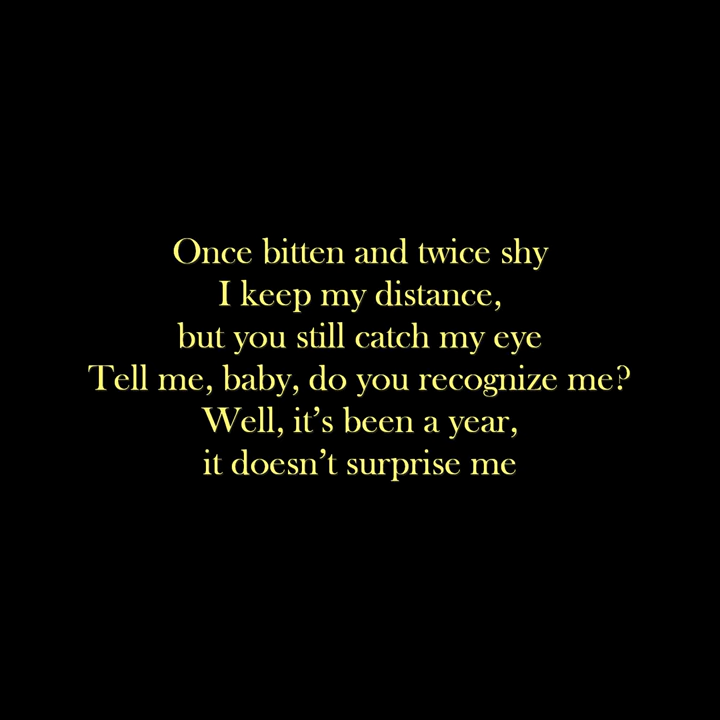 Once bitten and twice shy
I keep my distance,
but you still catch my eye
Tell me, baby, do you recognize me?
Well, it’s been a year,
it doesn’t surprise me